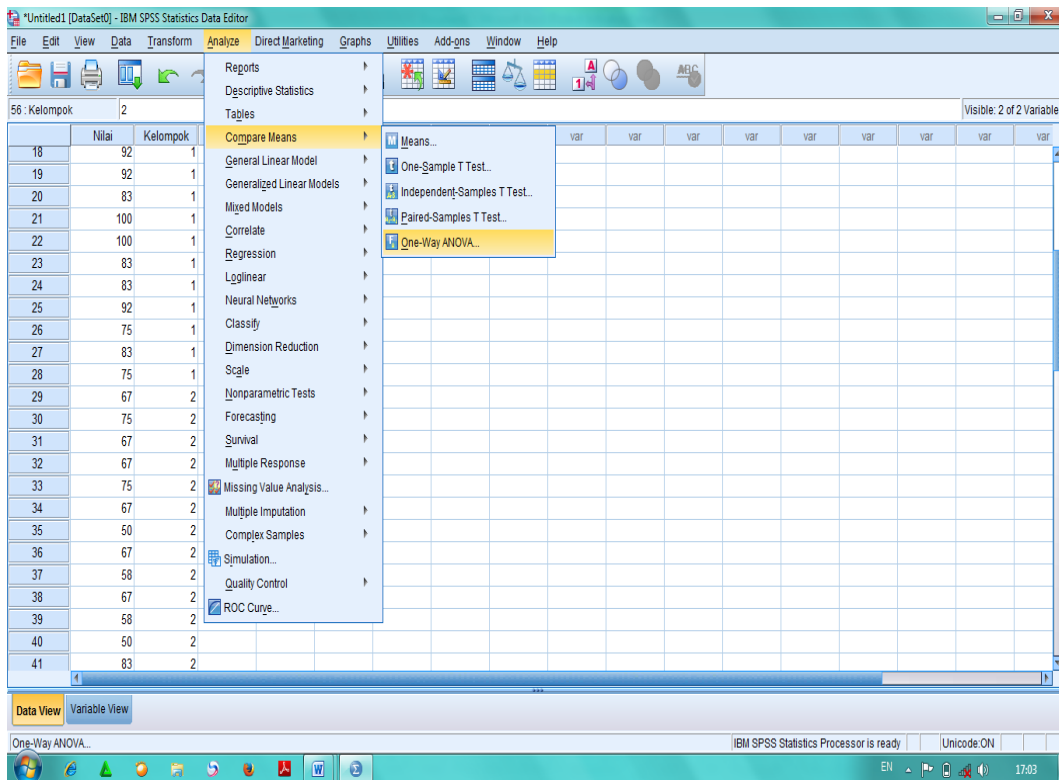 *Untitled1 [DataSet0] - IBM SPSS Statistics Data Editor
File Edit View Data Transform Analyze Direct Marketing Graphs Utilities Add-ons Window Help
56 : Kelompok 2 Visible: 2 of 2 Variable
Nilai Kelompok var var var var var var var var
18 92 1
19 92 1
20 83 1
21 100 1
22 100 1
23 83 1
24 83 1
25 92 1
26 75 1
27 83 1
28 75 1
29 67 2
30 75 2
31 67 2
32 67 2
33 75 2
34 67 2
35 50 2
36 67 2
37 58 2
38 67 2
39 58 2
40 50 2
41 83 2
Reports
Descriptive Statistics
Tables
Compare Means
General Linear Model
Generalized Linear Models
Mixed Models
Correlate
Regression
Loglinear
Neural Networks
Classify
Dimension Reduction
Scale
Nonparametric Tests
Forecasting
Survival
Multiple Response
Missing Value Analysis...
Multiple Imputation
Complex Samples
Simulation...
Quality Control
ROC Curve...
Means...
One-Sample T Test...
Independent-Samples T Test...
Paired-Samples T Test...
One-Way ANOVA...
Data View Variable View
One-Way ANOVA... IBM SPSS Statistics Processor is ready Unicode:ON
EN 17:03